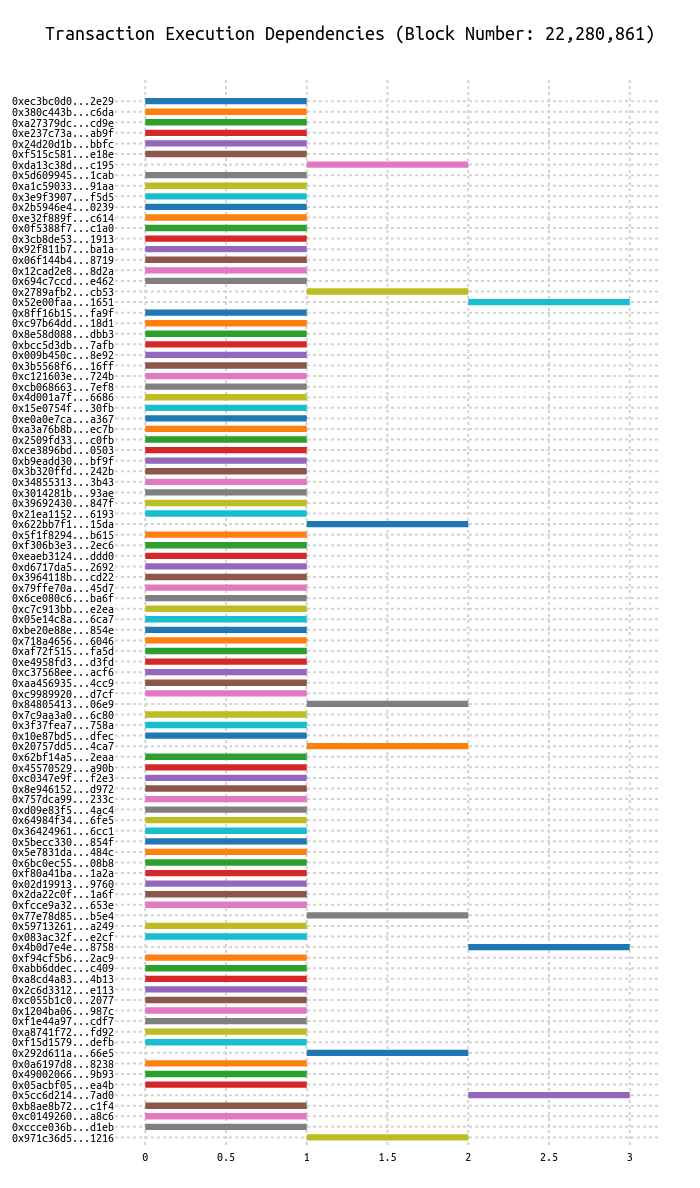 Transaction Execution Dependencies (Block Number: 22,280,861)
0xec3bc0d0...2e29
0x380c443b...c6da
0xa27379dc...cd9e
0xe237c73a...ab9f
0x24d20d1b...bbfc
0xf515c581...e18e
0xda13c38d...c195
0x5d609945...1cab
0xa1c59033...91aa
0x3e9f3907...f5d5
0x2b5946e4...0239
0xe32f889f...c614
0x0f5388f7...c1a0
0x3cb8de53...1913
0x92f811b7...ba1a
0x06f144b4...8719
0x12cad2e8...8d2a
0x694c7ccd...e462
0x2789afb2...cb53
0x52e00faa...1651
0x8ff16b15...fa9f
0xc97b64dd...18d1
0x8e58d088...dbb3
0xbcc5d3db...7afb
0x009b450c...8e92
0x3b5568f6...16ff
0xc121603e...724b
0xcb068663...7ef8
0x4d001a7f...6686
0x15e0754f...30fb
0xe0a0e7ca...a367
0xa3a76b8b...ec7b
0x2509fd33...c0fb
0xce3896bd...0503
0xb9eadd30...bf9f
0x3b320ffd...242b
0x34855313...3b43
0x3014281b...93ae
0x39692430...847f
0x21ea1152...6193
0x622bb7f1...15da
0x5f1f8294...b615
0xf306b3e3...2ec6
0xeaeb3124...ddd0
0xd6717da5...2692
0x3964118b...cd22
0x79ffe70a...45d7
0x6ce080c6...ba6f
0xc7c913bb...e2ea
0x05e14c8a...6ca7
0xbe20e88e...854e
0x718a4656...6046
0xaf72f515...fa5d
0xe4958fd3...d3fd
0xc37568ee...acf6
0xaa456935...4cc9
0xc9989920...d7cf
0x84805413...06e9
0x7c9aa3a0...6c80
0x3f37fea7...758a
0x10e87bd5...dfec
0x20757dd5...4ca7
0x62bf14a5...2eaa
0x45570529...a90b
0xc0347e9f...f2e3
0x8e946152...d972
0x757dca99...233c
0xd09e83f5...4ac4
0x64984f34...6fe5
0x36424961...6cc1
0x5becc330...854f
0x5e7831da...484c
0x6bc0ec55...08b8
0xf80a41ba...1a2a
0x02d19913...9760
0x2da22c0f...1a6f
0xfcce9a32...653e
0x77e78d85...b5e4
0x59713261...a249
0x083ac32f...e2cf
0x4b0d7e4e...8758
0xf94cf5b6...2ac9
0xabb6ddec...c409
0xa8cd4a83...4b13
0x2c6d3312...e113
0xc055b1c0...2077
0x1204ba06...987c
0xf1e44a97...cdf7
0xa8741f72...fd92
0xf15d1579...defb
0x292d611a...66e5
0x0a6197d8...8238
0x49002066...9b93
0x05acbf05...ea4b
0x5cc6d214...7ad0
0xb8ae8b72...c1f4
0xc0149260...a8c6
0xccce036b...d1eb
0x971c36d5...1216
0 0.5 1 1.5 2 2.5 3